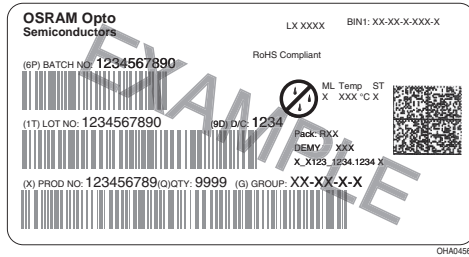 OSRAM Opto
Semiconductors
LX XXXX
BIN1: XX-XX-X-XXX-X
RoHS Compliant
(6P) BATCH NO: 1234567890
ML Temp ST
X XXX °C X
(1T) LOT NO: 1234567890
(9D) D/C: 1234
Pack: RXX
DEMY XXX
X_X123_1234.1234 X
(X) PROD NO: 123456789(Q)QTY: 9999 (G) GROUP: XX-XX-X-X
EXAMPLE
OHA04563